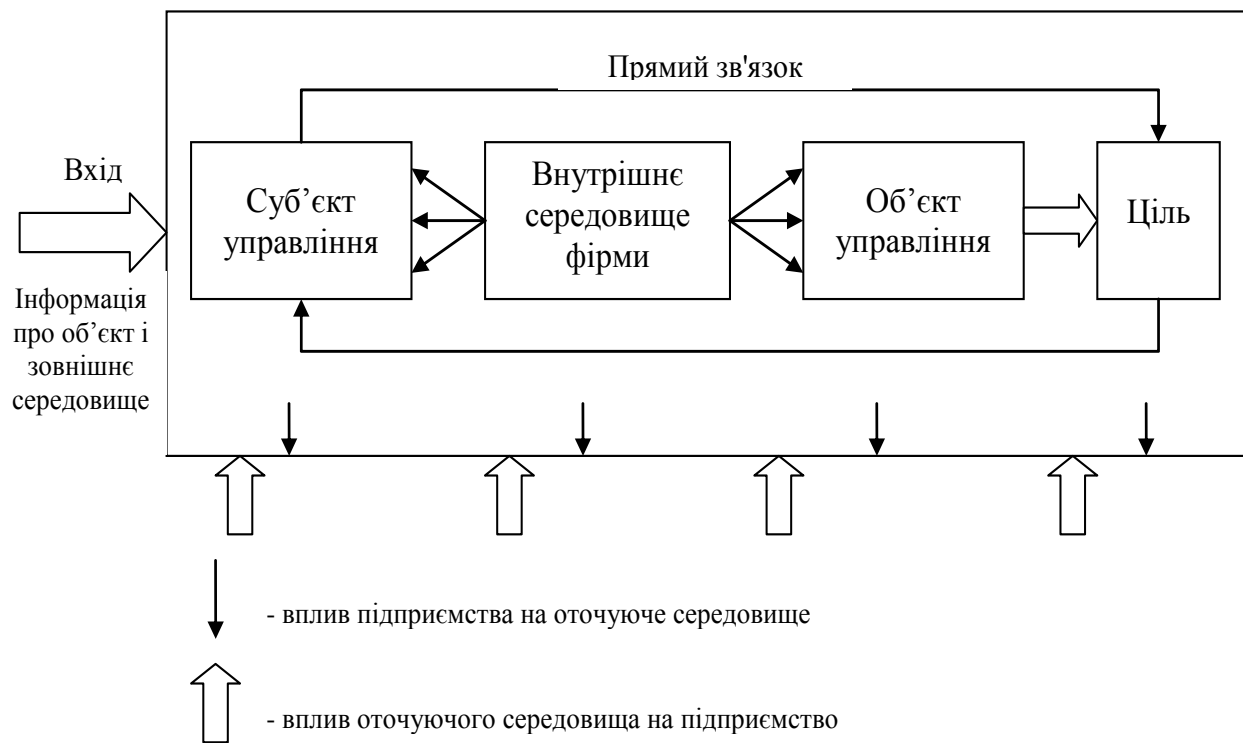 Прямий зв'язок
Вхід
Суб’єкт
управління
Внутрішнє
середовище
фірми
Об’єкт
управління
Ціль
Інформація
про об’єкт і
зовнішнє
середовище
- вплив підприємства на оточуюче середовище
- вплив оточуючого середовища на підприємство